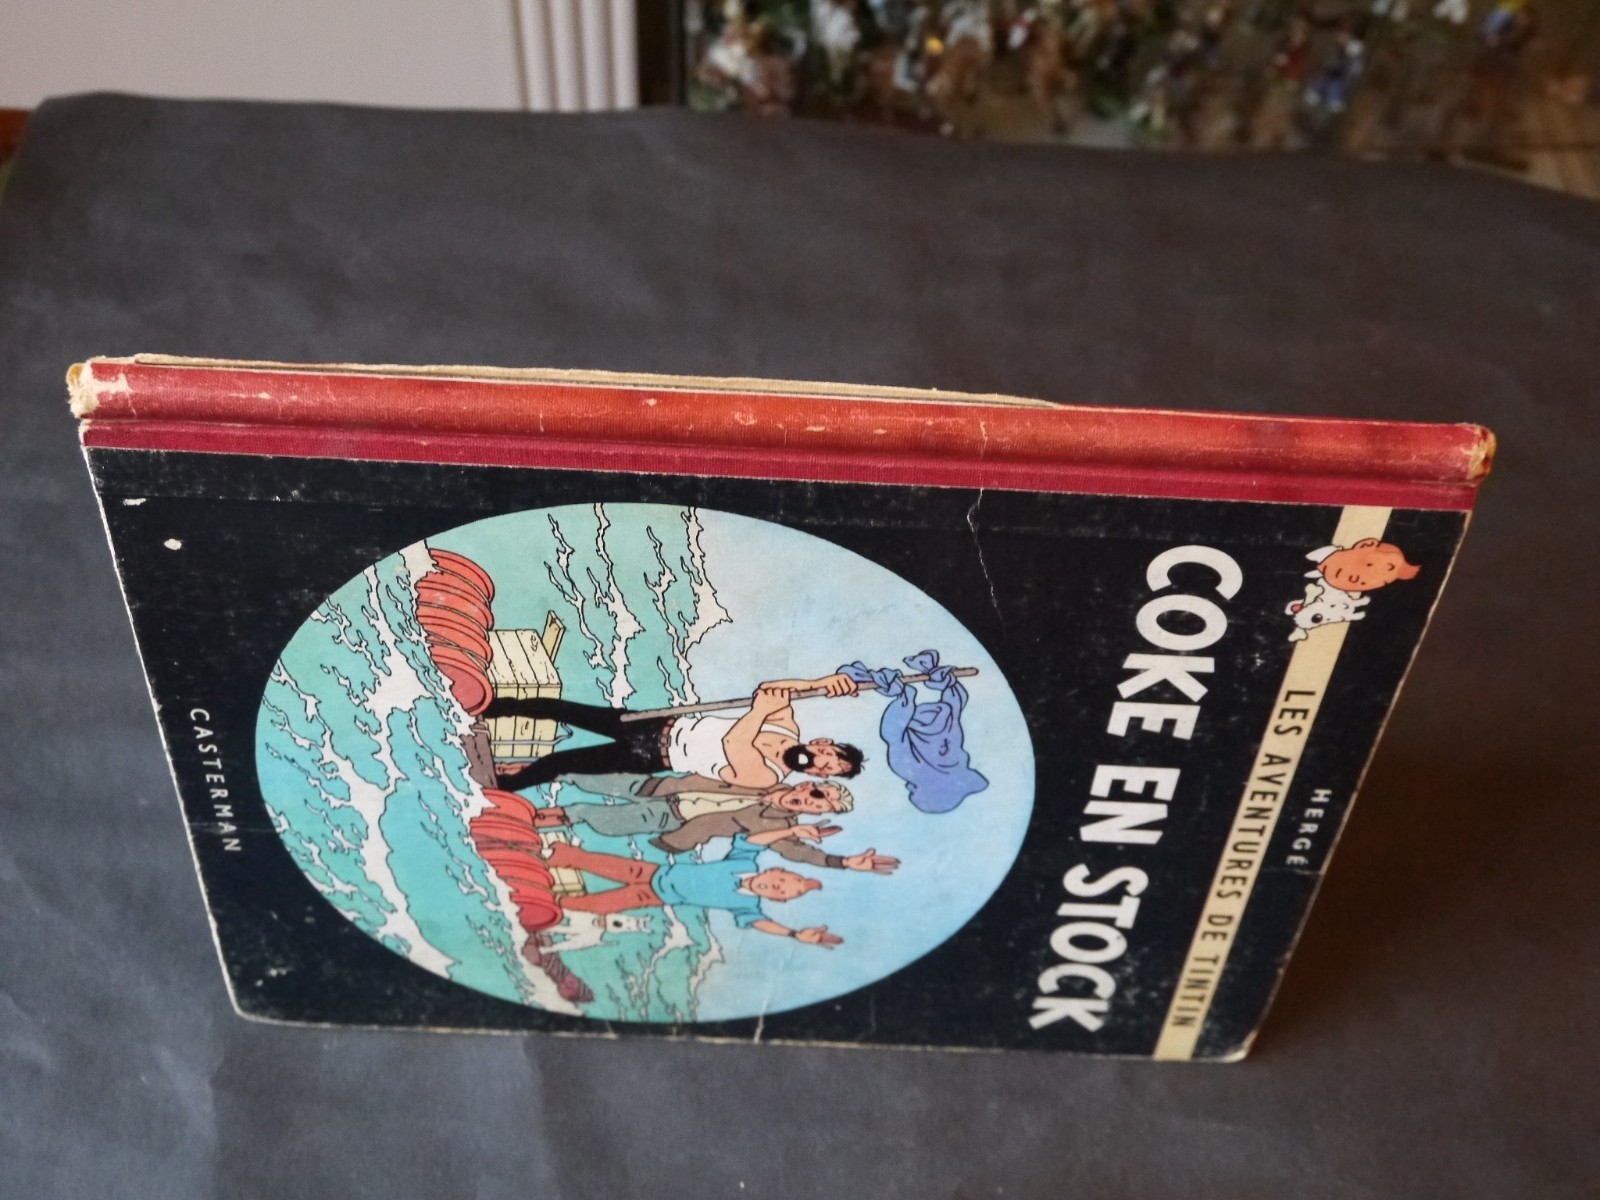 HERGÉ
LES AVENTURES DE TINTIN
COKE EN STOCK
CASTERMAN